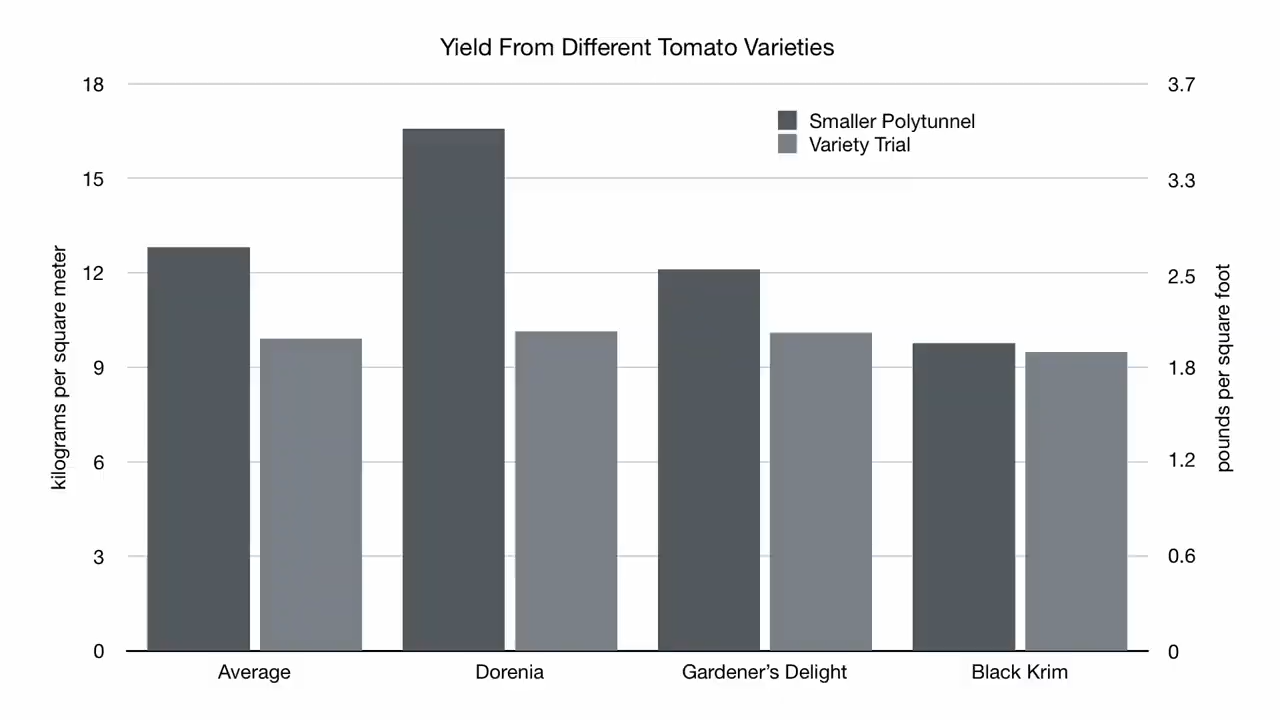 Yield From Different Tomato Varieties
18
15
12
9
6
3
0
kilograms per square meter
Smaller Polytunnel
Variety Trial
3.7
3.3
2.5
1.8
1.2
0.6
0
pounds per square foot
Average
Dorenia
Gardener’s Delight
Black Krim